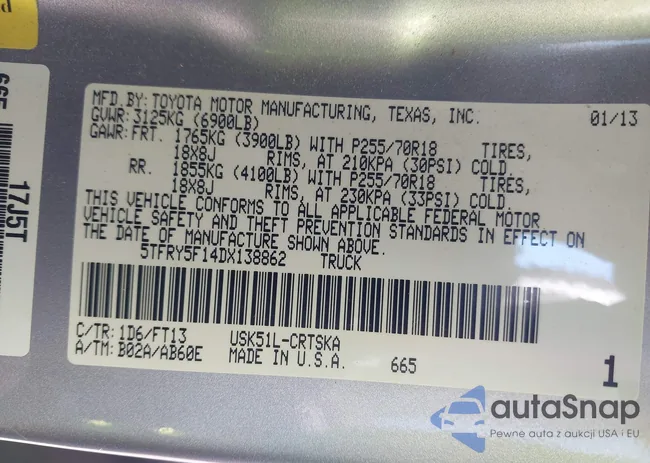 MFD. BY: TOYOTA MOTOR MANUFACTURING, TEXAS, INC. 01/13
GVWR: 3125KG (6900LB)
GAWR: FRT. 1765KG (3900LB) WITH P255/70R18 TIRES,
18X8J RIMS, AT 210KPA (30PSI) COLD.
RR. 1855KG (4100LB) WITH P255/70R18 TIRES,
18X8J RIMS, AT 230KPA (33PSI) COLD.
THIS VEHICLE CONFORMS TO ALL APPLICABLE FEDERAL MOTOR
VEHICLE SAFETY AND THEFT PREVENTION STANDARDS IN EFFECT ON
THE DATE OF MANUFACTURE SHOWN ABOVE.
5TFRY5F14DX138862 TRUCK
C/TR: 1D6/FT13 USK51L-CRTSKA
A/TM: B02A/AB60E MADE IN U.S.A. 665 1
665
17J5T
autaSnap
Pewne auta z aukcji USA i EU